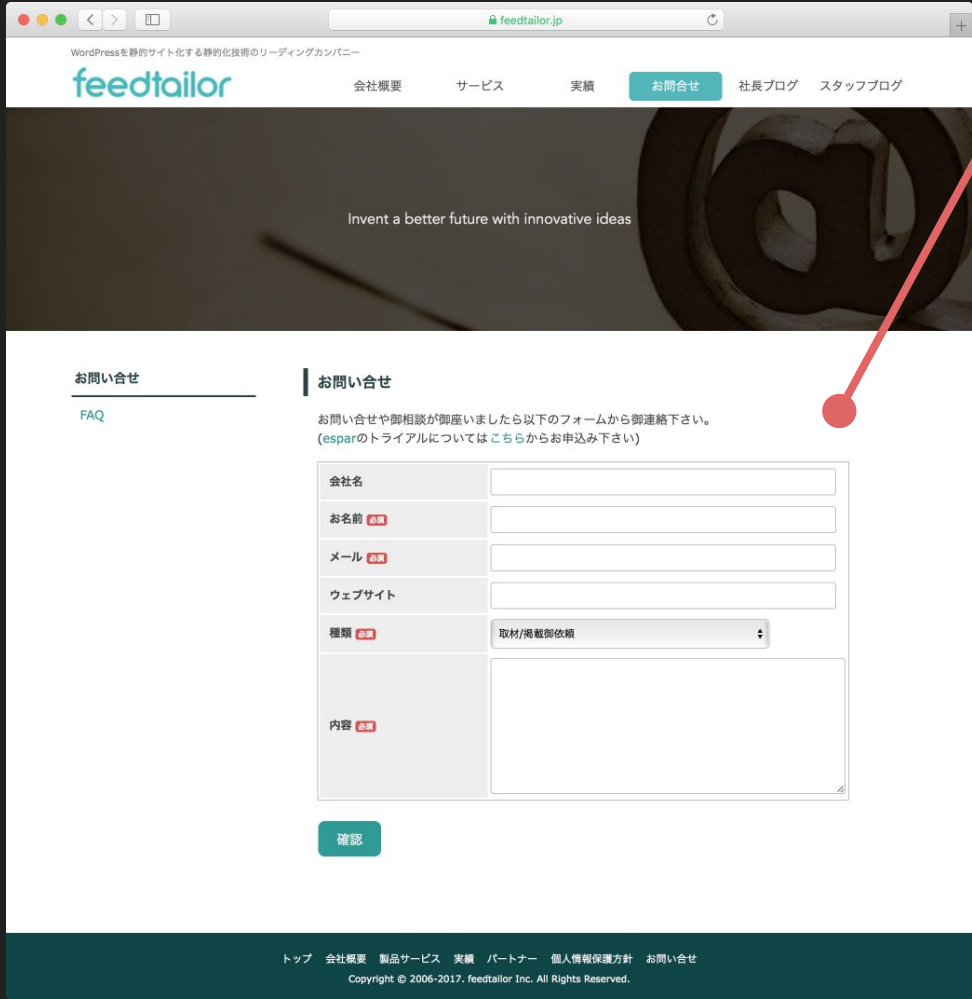 feedtailor.jp
WordPressを静的サイト化する静的化技術のリーディングカンパニー
feedtailor
会社概要 サービス 実績 お問合せ 社長ブログ スタッフブログ
Invent a better future with innovative ideas
お問い合せ
FAQ
お問い合せ
お問い合せや御相談が御座いましたら以下のフォームから御連絡下さい。
(esparのトライアルについてはこちらからお申込み下さい)
会社名
お名前 必須
メール 必須
ウェブサイト
種類 必須 取材/掲載御依頼
内容 必須
確認
トップ 会社概要 製品サービス 実績 パートナー 個人情報保護方針 お問い合せ
Copyright © 2006-2017. feedtailor Inc. All Rights Reserved.